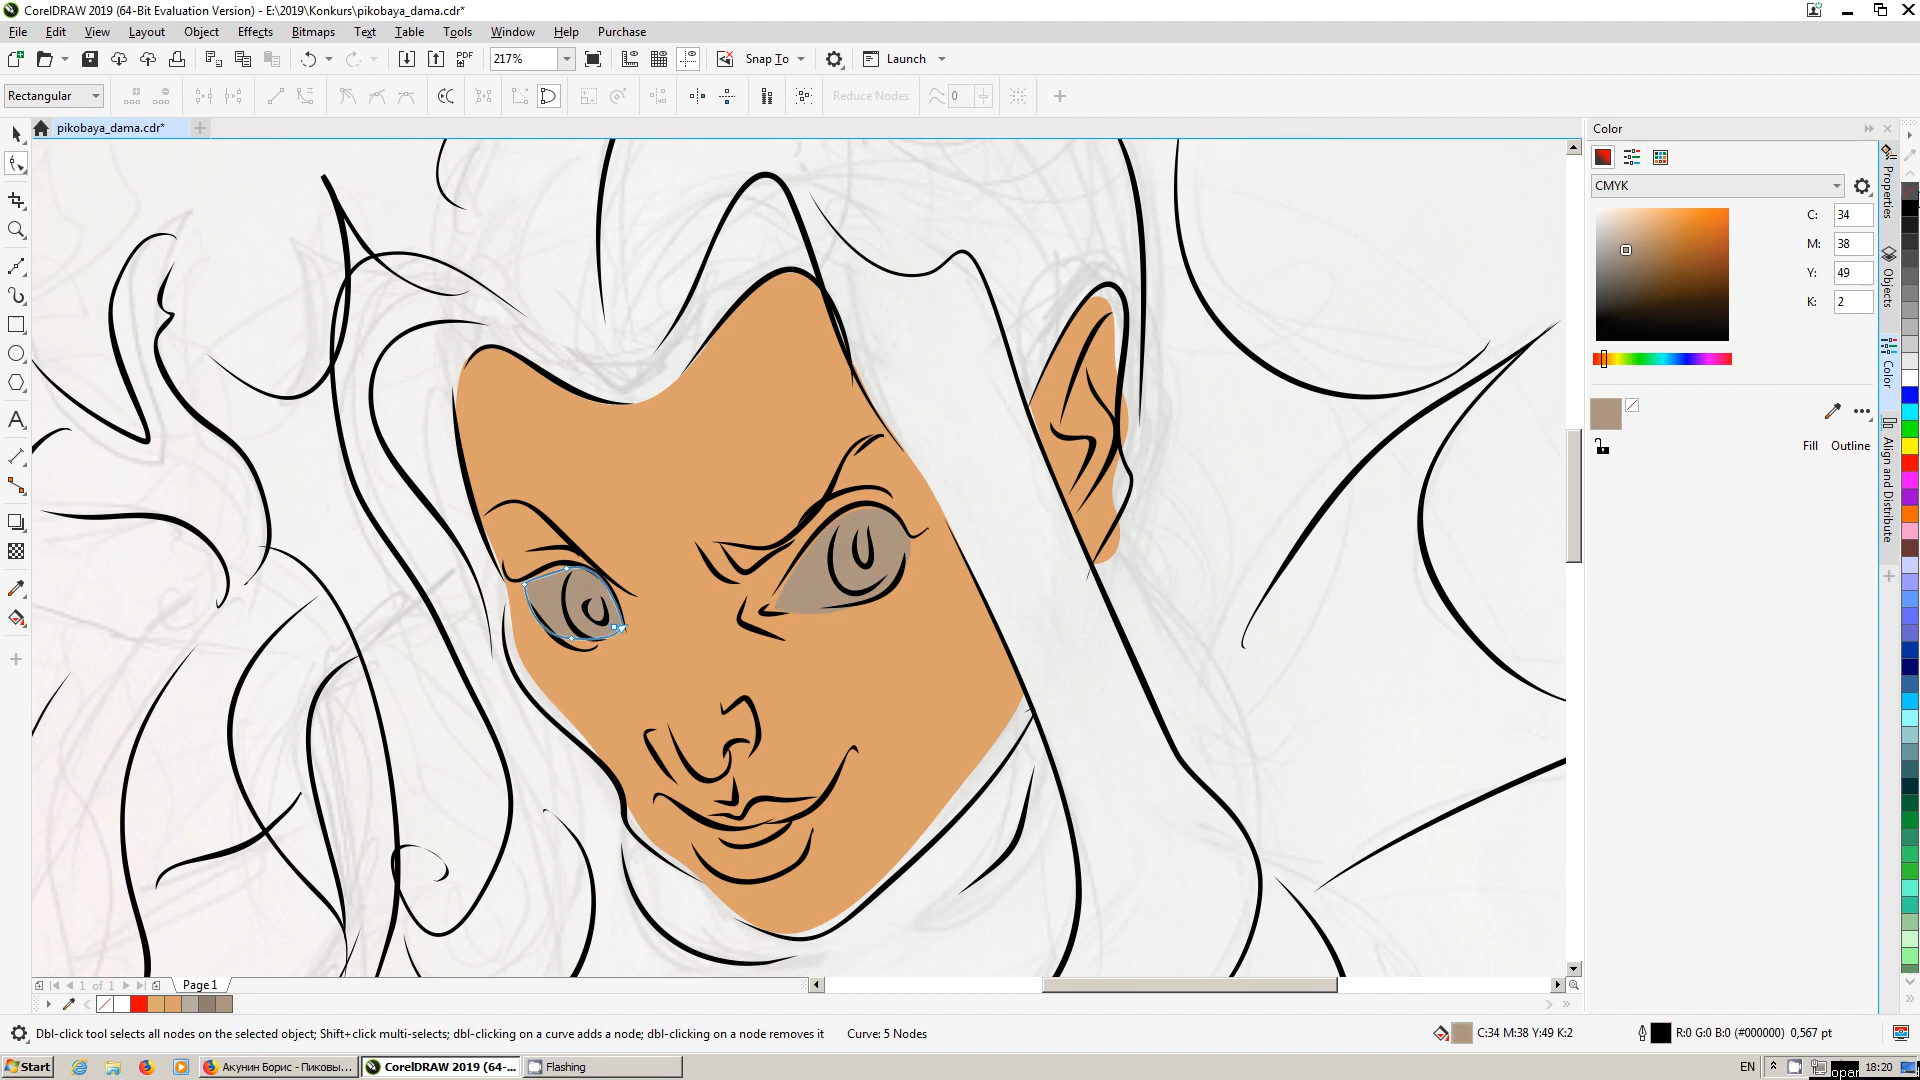 CorelDRAW 2019 (64-Bit Evaluation Version) - E:\2019\Konkurs\pikobaya_dama.cdr*
File Edit View Layout Object Effects Bitmaps Text Table Tools Window Help Purchase
PDF 217% Snap To Launch
Rectangular Reduce Nodes 0
pikobaya_dama.cdr*
Color
CMYK
C: 34
M: 38
Y: 49
K: 2
Fill Outline
Properties
Objects
Color
Align and Distribute
1 of 1 Page 1
Dbl-click tool selects all nodes on the selected object; Shift+click multi-selects; dbl-clicking on a curve adds a node; dbl-clicking on a node removes it Curve: 5 Nodes C:34 M:38 Y:49 K:2 R:0 G:0 B:0 (#000000) 0,567 pt
Start Акунин Борис - Пиковы... CorelDRAW 2019 (64-... Flashing EN 18:20